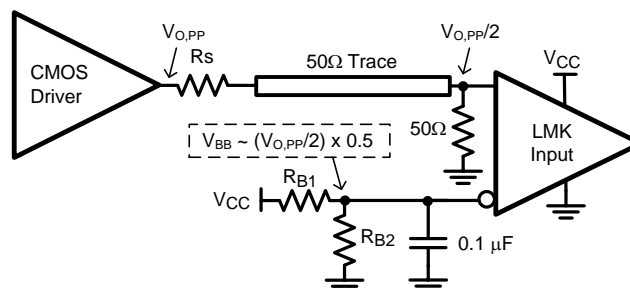 V_O,PP
CMOS
Driver
Rs
50Ω Trace
V_O,PP/2
V_CC
50Ω
LMK
Input
V_BB ~ (V_O,PP/2) x 0.5
R_B1
V_CC
R_B2
0.1 μF